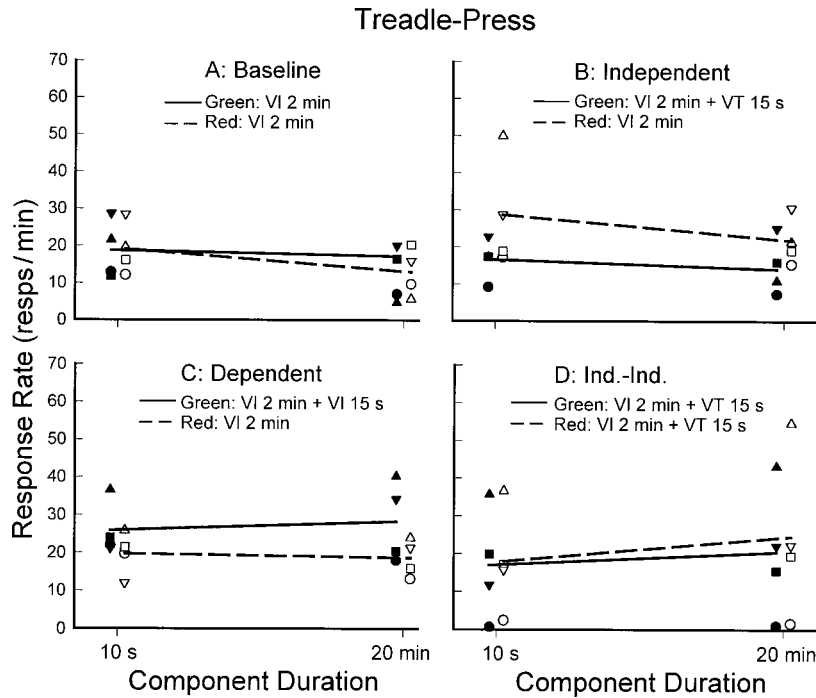 Treadle-Press
Response Rate (resps / min)
A: Baseline
Green: VI 2 min
Red: VI 2 min
70
60
50
40
30
20
10
0
B: Independent
Green: VI 2 min + VT 15 s
Red: VI 2 min
C: Dependent
Green: VI 2 min + VI 15 s
Red: VI 2 min
70
60
50
40
30
20
10
0
10 s
20 min
Component Duration
D: Ind.-Ind.
Green: VI 2 min + VT 15 s
Red: VI 2 min + VT 15 s
10 s
20 min
Component Duration